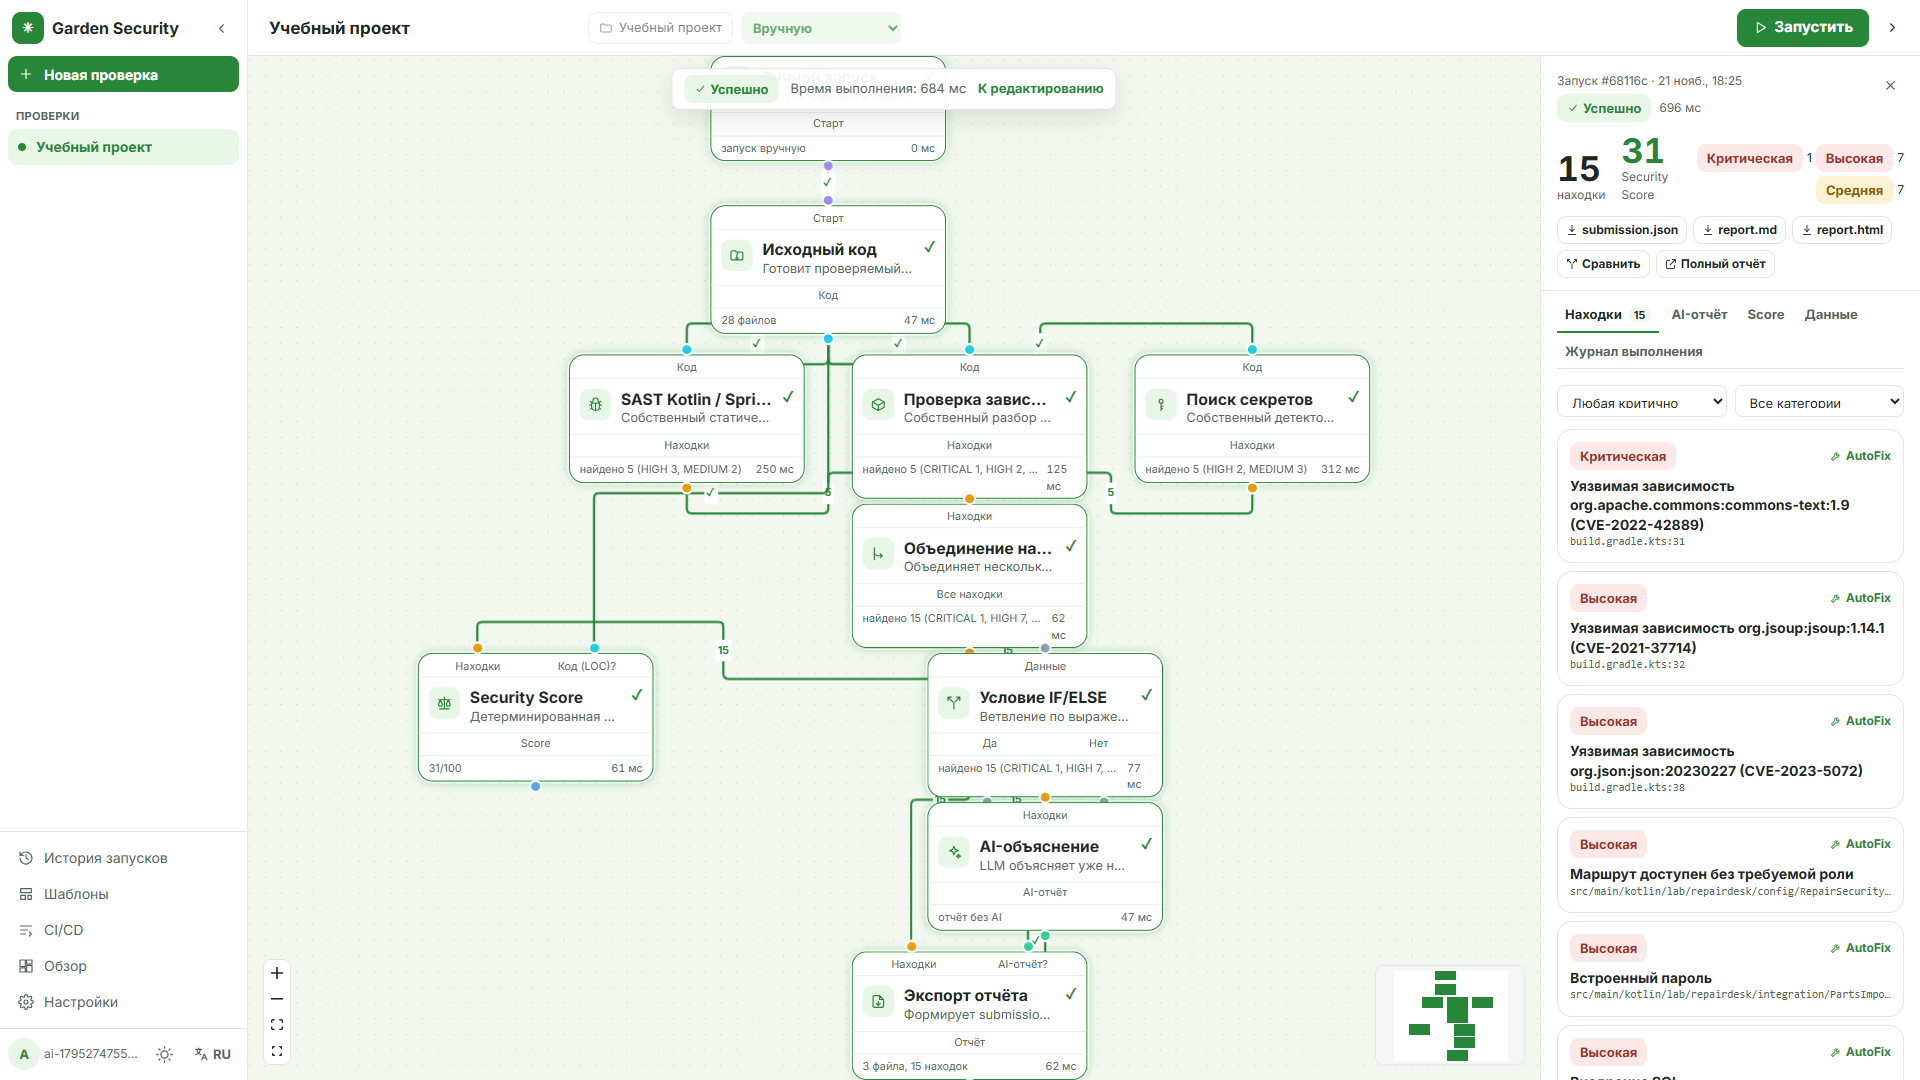 Garden Security
Новая проверка
ПРОВЕРКИ
Учебный проект
История запусков
Шаблоны
CI/CD
Обзор
Настройки
A ai-1795274755... RU
Учебный проект
Учебный проект
Вручную
Запустить
Успешно Время выполнения: 684 мс К редактированию
Старт
запуск вручную 0 мс
Старт
Исходный код
Готовит проверяемый...
Код
28 файлов 47 мс
Код
SAST Kotlin / Spri...
Собственный статиче...
Находки
найдено 5 (HIGH 3, MEDIUM 2) 250 мс
Код
Проверка завис...
Собственный разбор ...
Находки
найдено 5 (CRITICAL 1, HIGH 2, ... 125 мс
Код
Поиск секретов
Собственный детекто...
Находки
найдено 5 (HIGH 2, MEDIUM 3) 312 мс
5
5
Находки
Объединение на...
Объединяет нескольк...
Все находки
найдено 15 (CRITICAL 1, HIGH 7, ... 62 мс
15
15
Находки Код (LOC)?
Security Score
Детерминированная ...
Score
31/100 61 мс
Данные
Условие IF/ELSE
Ветвление по выраже...
Да Нет
найдено 15 (CRITICAL 1, HIGH 7, ... 77 мс
15 15
Находки
AI-объяснение
LLM объясняет уже н...
AI-отчёт
отчёт без AI 47 мс
Находки AI-отчёт?
Экспорт отчёта
Формирует submissio...
Отчёт
3 файла, 15 находок 62 мс
Запуск #68116c · 21 нояб., 18:25
Успешно 696 мс
15 находки
31 Security Score
Критическая 1 Высокая 7
Средняя 7
submission.json report.md report.html
Сравнить Полный отчёт
Находки 15 AI-отчёт Score Данные
Журнал выполнения
Любая критично Все категории
Критическая AutoFix
Уязвимая зависимость
org.apache.commons:commons-text:1.9
(CVE-2022-42889)
build.gradle.kts:31
Высокая AutoFix
Уязвимая зависимость org.jsoup:jsoup:1.14.1
(CVE-2021-37714)
build.gradle.kts:32
Высокая AutoFix
Уязвимая зависимость
org.json:json:20230227 (CVE-2023-5072)
build.gradle.kts:38
Высокая AutoFix
Маршрут доступен без требуемой роли
src/main/kotlin/lab/repairdesk/config/RepairSecurity...
Высокая AutoFix
Встроенный пароль
src/main/kotlin/lab/repairdesk/integration/PartsImpo...
Высокая AutoFix